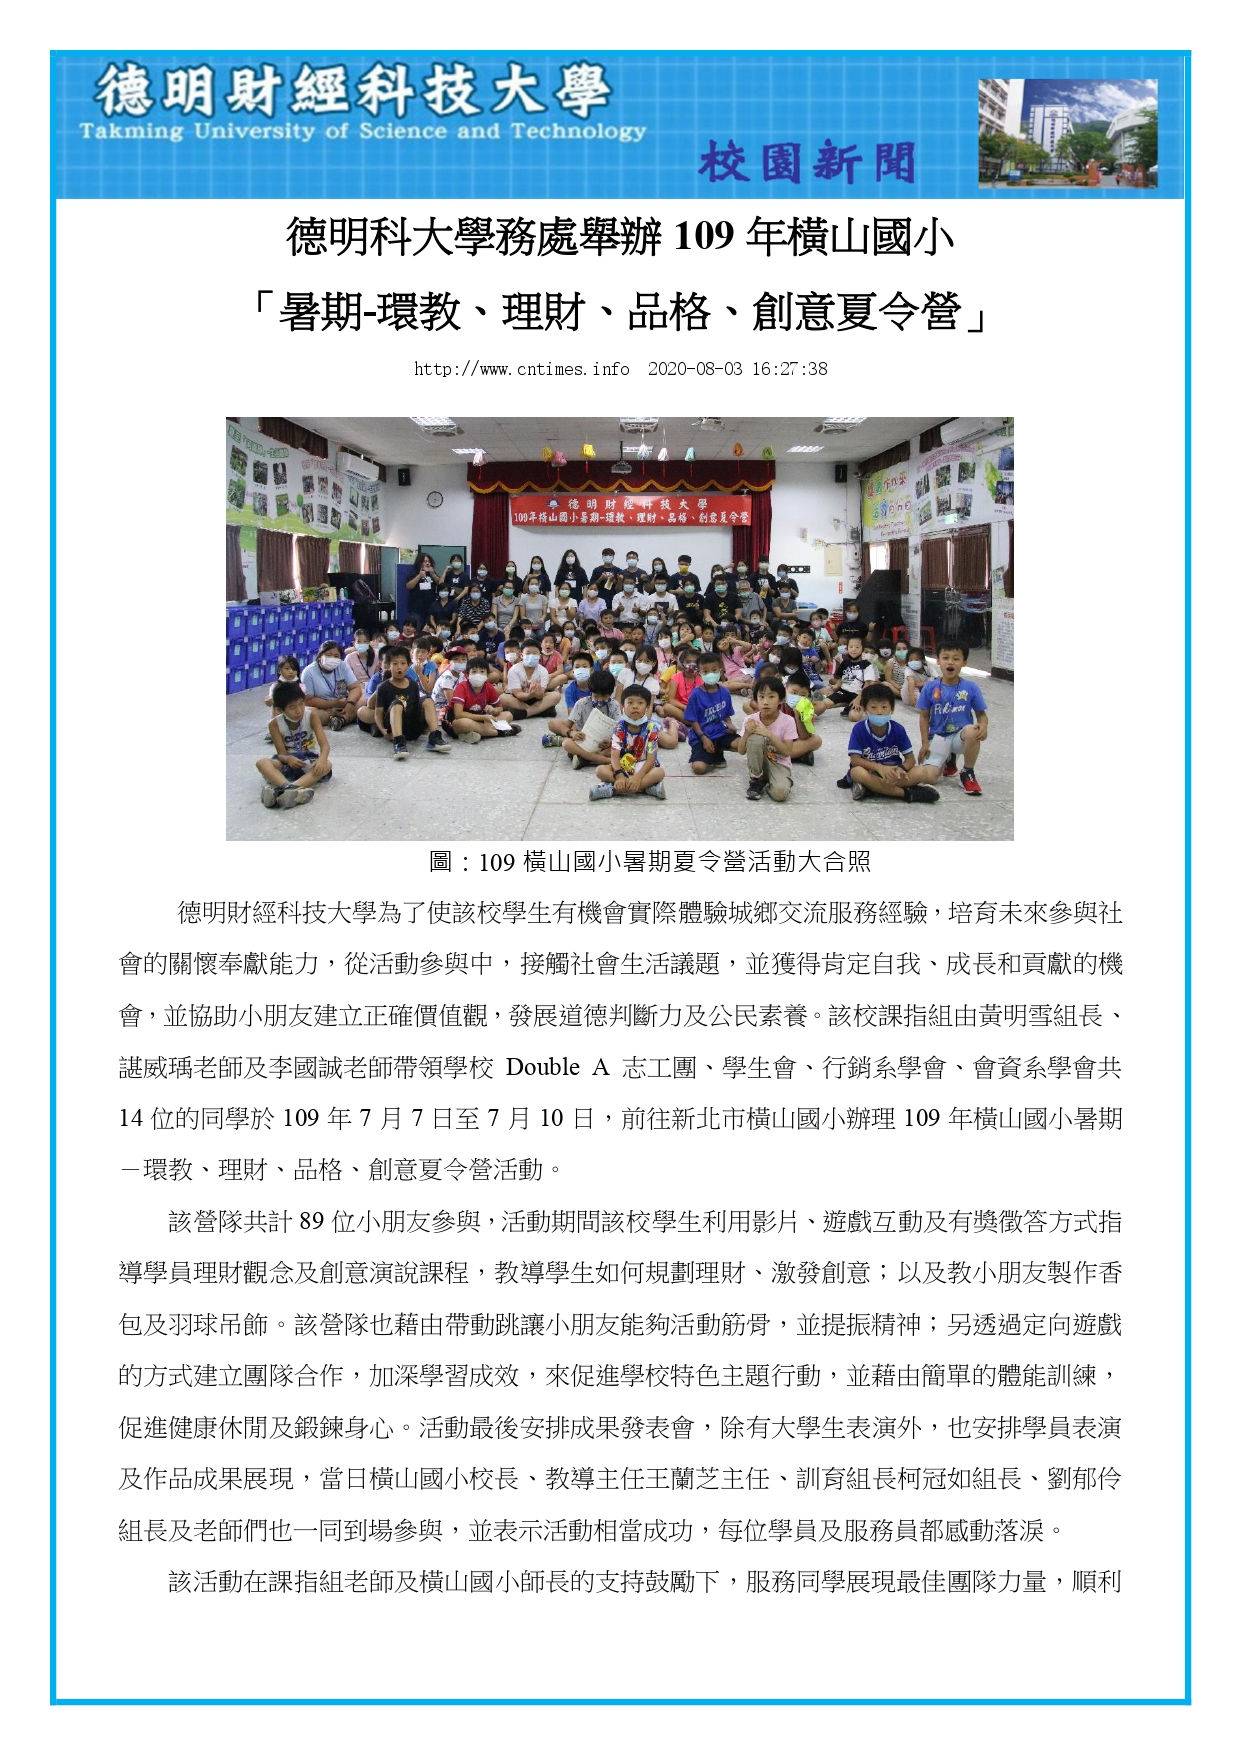 德明財經科技大學
Takming University of Science and Technology
校園新聞
德明科大學務處舉辦 109 年橫山國小
「暑期-環教、理財、品格、創意夏令營」
http://www.cntimes.info 2020-08-03 16:27:38
德明財經科技大學
109年橫山國小暑期-環教、理財、品格、創意夏令營
圖：109 橫山國小暑期夏令營活動大合照
德明財經科技大學為了使該校學生有機會實際體驗城鄉交流服務經驗，培育未來參與社
會的關懷奉獻能力，從活動參與中，接觸社會生活議題，並獲得肯定自我、成長和貢獻的機
會，並協助小朋友建立正確價值觀，發展道德判斷力及公民素養。該校課指組由黃明雪組長、
諶威瑀老師及李國誠老師帶領學校 Double A 志工團、學生會、行銷系學會、會資系學會共
14 位的同學於 109 年 7 月 7 日至 7 月 10 日，前往新北市橫山國小辦理 109 年橫山國小暑期
－環教、理財、品格、創意夏令營活動。
該營隊共計 89 位小朋友參與，活動期間該校學生利用影片、遊戲互動及有獎徵答方式指
導學員理財觀念及創意演說課程，教導學生如何規劃理財、激發創意；以及教小朋友製作香
包及羽球吊飾。該營隊也藉由帶動跳讓小朋友能夠活動筋骨，並提振精神；另透過定向遊戲
的方式建立團隊合作，加深學習成效，來促進學校特色主題行動，並藉由簡單的體能訓練，
促進健康休閒及鍛鍊身心。活動最後安排成果發表會，除有大學生表演外，也安排學員表演
及作品成果展現，當日橫山國小校長、教導主任王蘭芝主任、訓育組長柯冠如組長、劉郁伶
組長及老師們也一同到場參與，並表示活動相當成功，每位學員及服務員都感動落淚。
該活動在課指組老師及橫山國小師長的支持鼓勵下，服務同學展現最佳團隊力量，順利